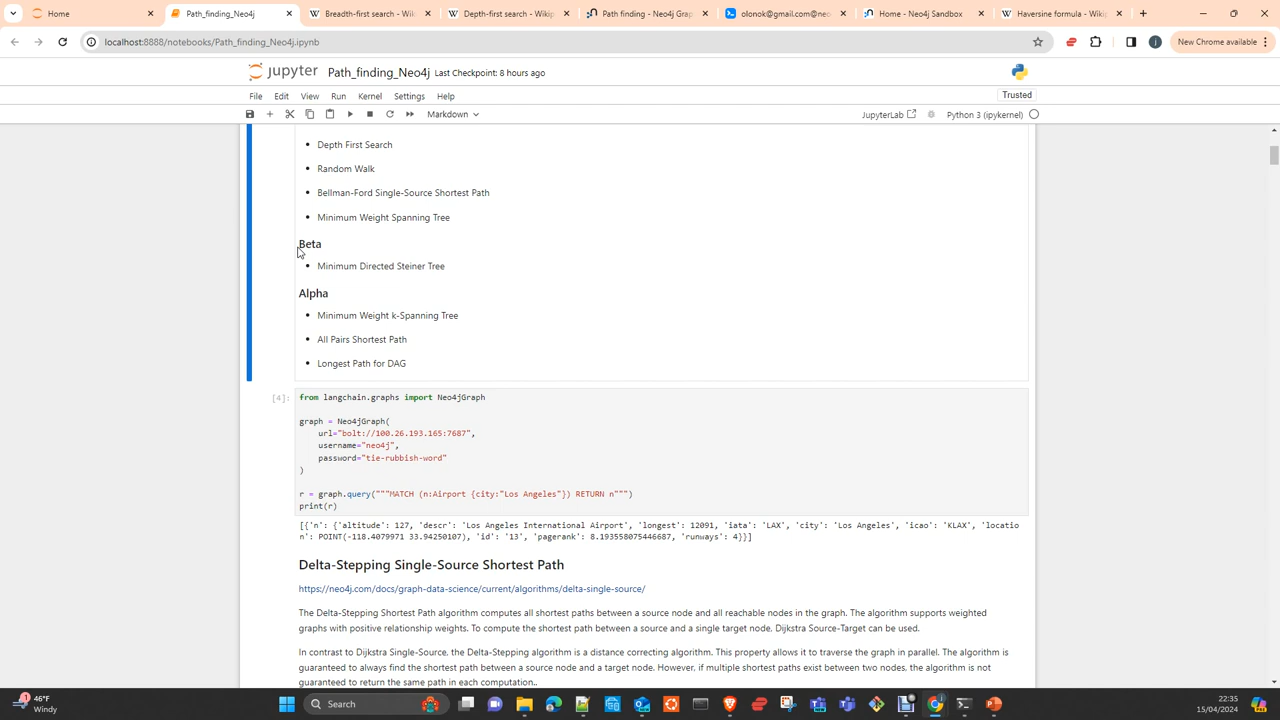 Home
Path_finding_Neo4j
Breadth-first search - Wiki
Depth-first search - Wikip
Path finding - Neo4j Gra
olonok@gmail.com@neo
Home - Neo4j Sandbox
Haversine formula - Wikip
localhost:8888/notebooks/Path_finding_Neo4j.ipynb
New Chrome available
jupyter Path_finding_Neo4j Last Checkpoint: 8 hours ago
File Edit View Run Kernel Settings Help
Trusted
Markdown
JupyterLab
Python 3 (ipykernel)
• Depth First Search
• Random Walk
• Bellman-Ford Single-Source Shortest Path
• Minimum Weight Spanning Tree
Beta
• Minimum Directed Steiner Tree
Alpha
• Minimum Weight k-Spanning Tree
• All Pairs Shortest Path
• Longest Path for DAG
[4]: from langchain.graphs import Neo4jGraph
graph = Neo4jGraph(
url="bolt://100.26.193.165:7687",
username="neo4j",
password="tie-rubbish-word"
)
r = graph.query("""MATCH (n:Airport {city:"Los Angeles"}) RETURN n""")
print(r)
[{'n': {'altitude': 127, 'descr': 'Los Angeles International Airport', 'longest': 12091, 'iata': 'LAX', 'city': 'Los Angeles', 'icao': 'KLAX', 'locatio
n': POINT(-118.4079971 33.94250107), 'id': '13', 'pagerank': 8.193558075446687, 'runways': 4}}]
Delta-Stepping Single-Source Shortest Path
https://neo4j.com/docs/graph-data-science/current/algorithms/delta-single-source/
The Delta-Stepping Shortest Path algorithm computes all shortest paths between a source node and all reachable nodes in the graph. The algorithm supports weighted
graphs with positive relationship weights. To compute the shortest path between a source and a single target node, Dijkstra Source-Target can be used.
In contrast to Dijkstra Single-Source, the Delta-Stepping algorithm is a distance correcting algorithm. This property allows it to traverse the graph in parallel. The algorithm is
guaranteed to always find the shortest path between a source node and a target node. However, if multiple shortest paths exist between two nodes, the algorithm is not
guaranteed to return the same path in each computation..
46°F
Windy
Search
22:35
15/04/2024